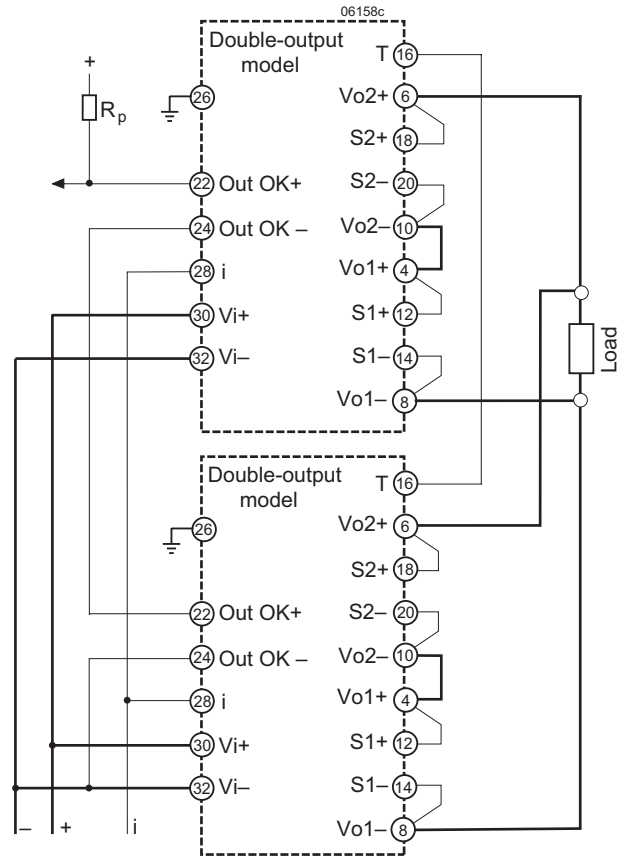 06158c
Double-output
model
T 16
+
Rp
26
Vo2+ 6
S2+ 18
22 Out OK+
S2– 20
24 Out OK –
Vo2– 10
28 i
Vo1+ 4
30 Vi+
S1+ 12
32 Vi–
S1– 14
Load
Vo1– 8
Double-output
model
T 16
26
Vo2+ 6
S2+ 18
22 Out OK+
S2– 20
24 Out OK –
Vo2– 10
28 i
Vo1+ 4
30 Vi+
S1+ 12
32 Vi–
S1– 14
– + i
Vo1– 8